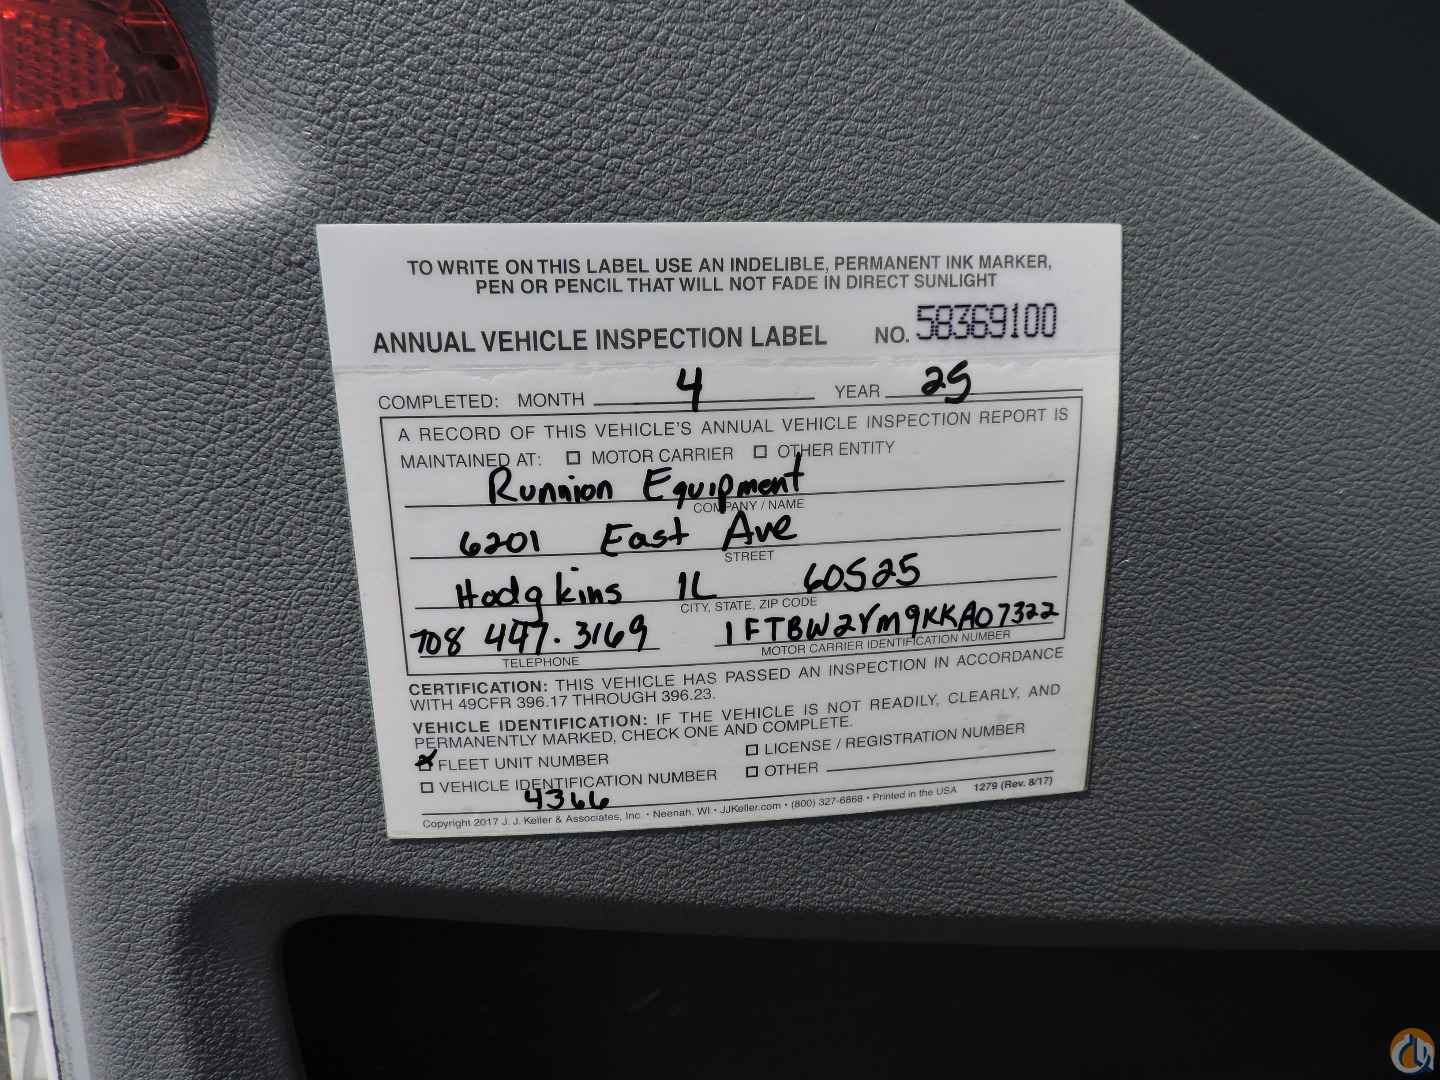 TO WRITE ON THIS LABEL USE AN INDELIBLE, PERMANENT INK MARKER,
PEN OR PENCIL THAT WILL NOT FADE IN DIRECT SUNLIGHT
ANNUAL VEHICLE INSPECTION LABEL NO. 58369100
COMPLETED: MONTH 4 YEAR 25
A RECORD OF THIS VEHICLE'S ANNUAL VEHICLE INSPECTION REPORT IS
MAINTAINED AT: ☐ MOTOR CARRIER ☐ OTHER ENTITY
Runnion Equipment
COMPANY / NAME
6201 East Ave
STREET
Hodgkins IL 60525
CITY, STATE, ZIP CODE
708 447.3169 1FTBW2YM9KKA07322
TELEPHONE MOTOR CARRIER IDENTIFICATION NUMBER
CERTIFICATION: THIS VEHICLE HAS PASSED AN INSPECTION IN ACCORDANCE
WITH 49CFR 396.17 THROUGH 396.23.
VEHICLE IDENTIFICATION: IF THE VEHICLE IS NOT READILY, CLEARLY, AND
PERMANENTLY MARKED, CHECK ONE AND COMPLETE.
☒ FLEET UNIT NUMBER ☐ LICENSE / REGISTRATION NUMBER
☐ VEHICLE IDENTIFICATION NUMBER ☐ OTHER
4366
Copyright 2017 J. J. Keller & Associates, Inc. • Neenah, WI • JJKeller.com • (800) 327-6868 • Printed in the USA 1279 (Rev. 8/17)